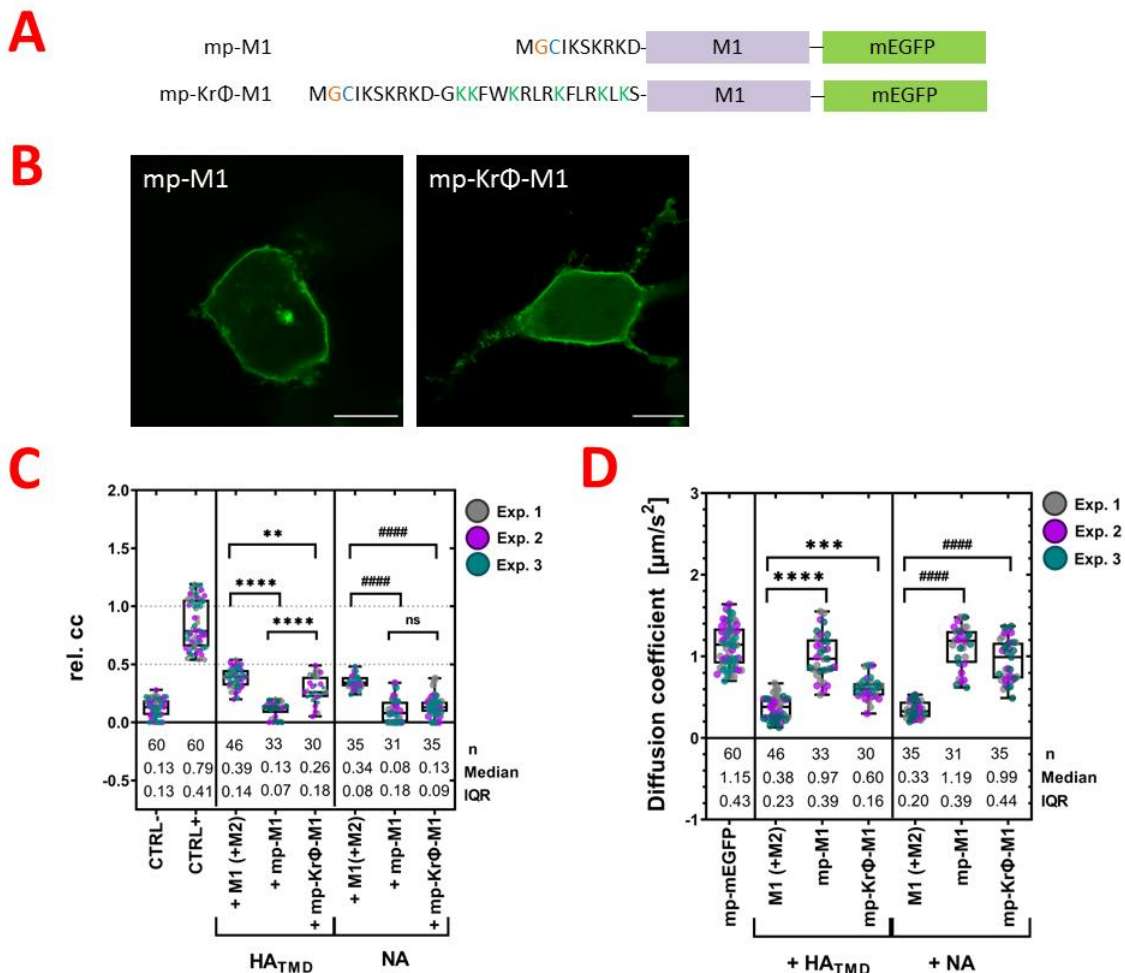 A
mp-M1
MGCIKSKRKD-
M1
mEGFP
mp-KrΦ-M1
MGCIKSKRKD-GKKFWKRLRKFLRKLKS-
M1
mEGFP
B
mp-M1
mp-KrΦ-M1
C
2.0
1.5
1.0
0.5
0.0
-0.5
rel. cc
Exp. 1
Exp. 2
Exp. 3
** ####
**** ####
**** ns
60 60 46 33 30 35 31 35 n
0.13 0.79 0.39 0.13 0.26 0.34 0.08 0.13 Median
0.13 0.41 0.14 0.07 0.18 0.08 0.18 0.09 IQR
CTRL-
CTRL+
+ M1 (+M2)
+ mp-M1
+ mp-KrΦ-M1
+ M1(+M2)
+ mp-M1
+ mp-KrΦ-M1
HATMD
NA
D
3
2
1
0
-1
Diffusion coefficient [µm/s²]
Exp. 1
Exp. 2
Exp. 3
*** ####
**** ####
60 46 33 30 35 31 35 n
1.15 0.38 0.97 0.60 0.33 1.19 0.99 Median
0.43 0.23 0.39 0.16 0.20 0.39 0.44 IQR
mp-mEGFP
M1 (+M2)
mp-M1
mp-KrΦ-M1
M1 (+M2)
mp-M1
mp-KrΦ-M1
+ HATMD
+ NA